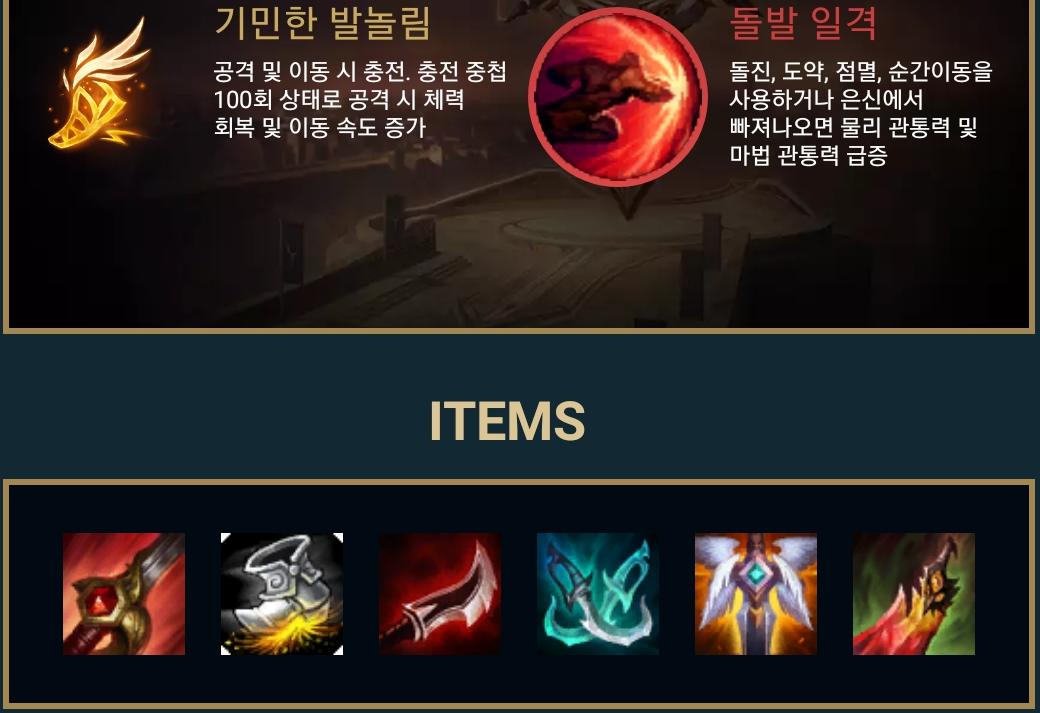 기민한 발놀림
공격 및 이동 시 충전. 충전 중첩
100회 상태로 공격 시 체력
회복 및 이동 속도 증가
돌발 일격
돌진, 도약, 점멸, 순간이동을
사용하거나 은신에서
빠져나오면 물리 관통력 및
마법 관통력 급증
ITEMS